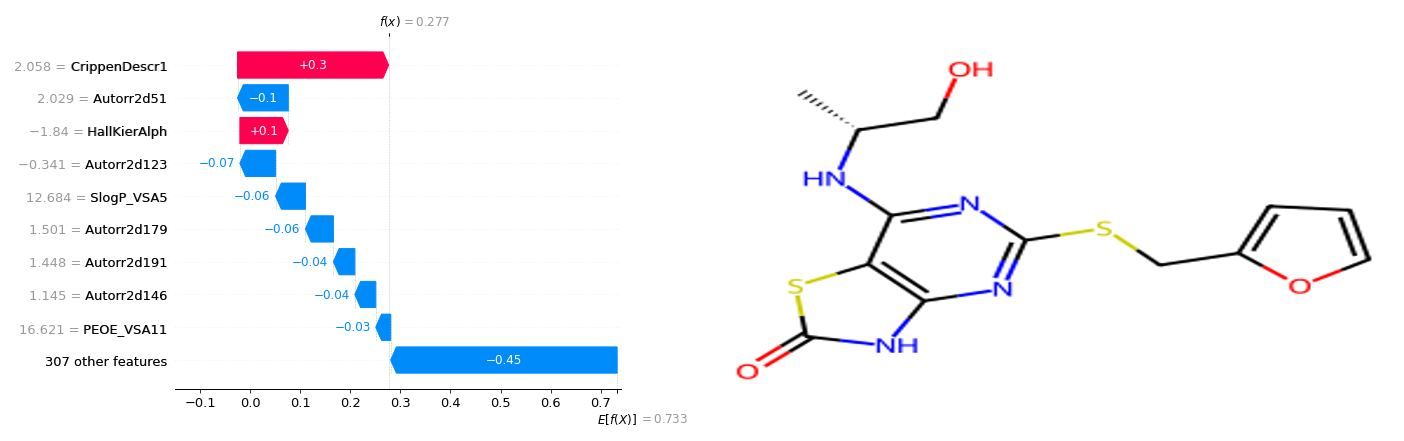 f(x) = 0.277
2.058 = CrippenDescr1
+0.3
2.029 = Autorr2d51
−0.1
−1.84 = HallKierAlph
+0.1
−0.341 = Autorr2d123
−0.07
12.684 = SlogP_VSA5
−0.06
1.501 = Autorr2d179
−0.06
1.448 = Autorr2d191
−0.04
1.145 = Autorr2d146
−0.04
16.621 = PEOE_VSA11
−0.03
307 other features
−0.45
−0.1 0.0 0.1 0.2 0.3 0.4 0.5 0.6 0.7
E[f(X)] = 0.733
OH
HN
N
S
N
S
O
NH
O